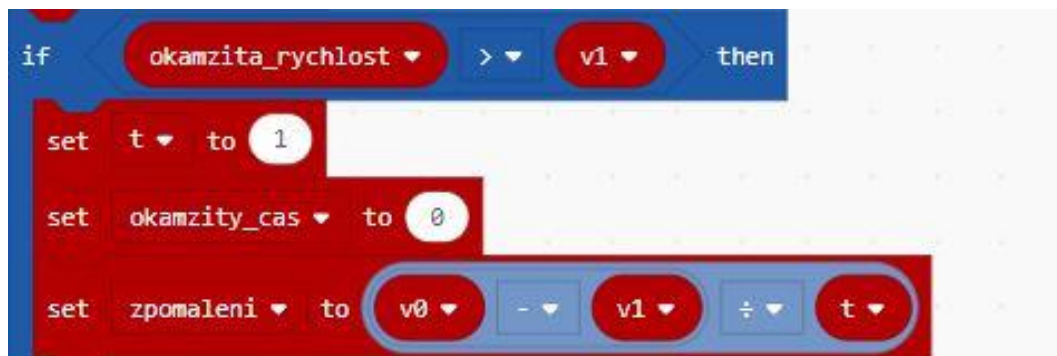 if okamzita_rychlost > v1 then
set t to 1
set okamzity_cas to 0
set zpomaleni to v0 - v1 ÷ t